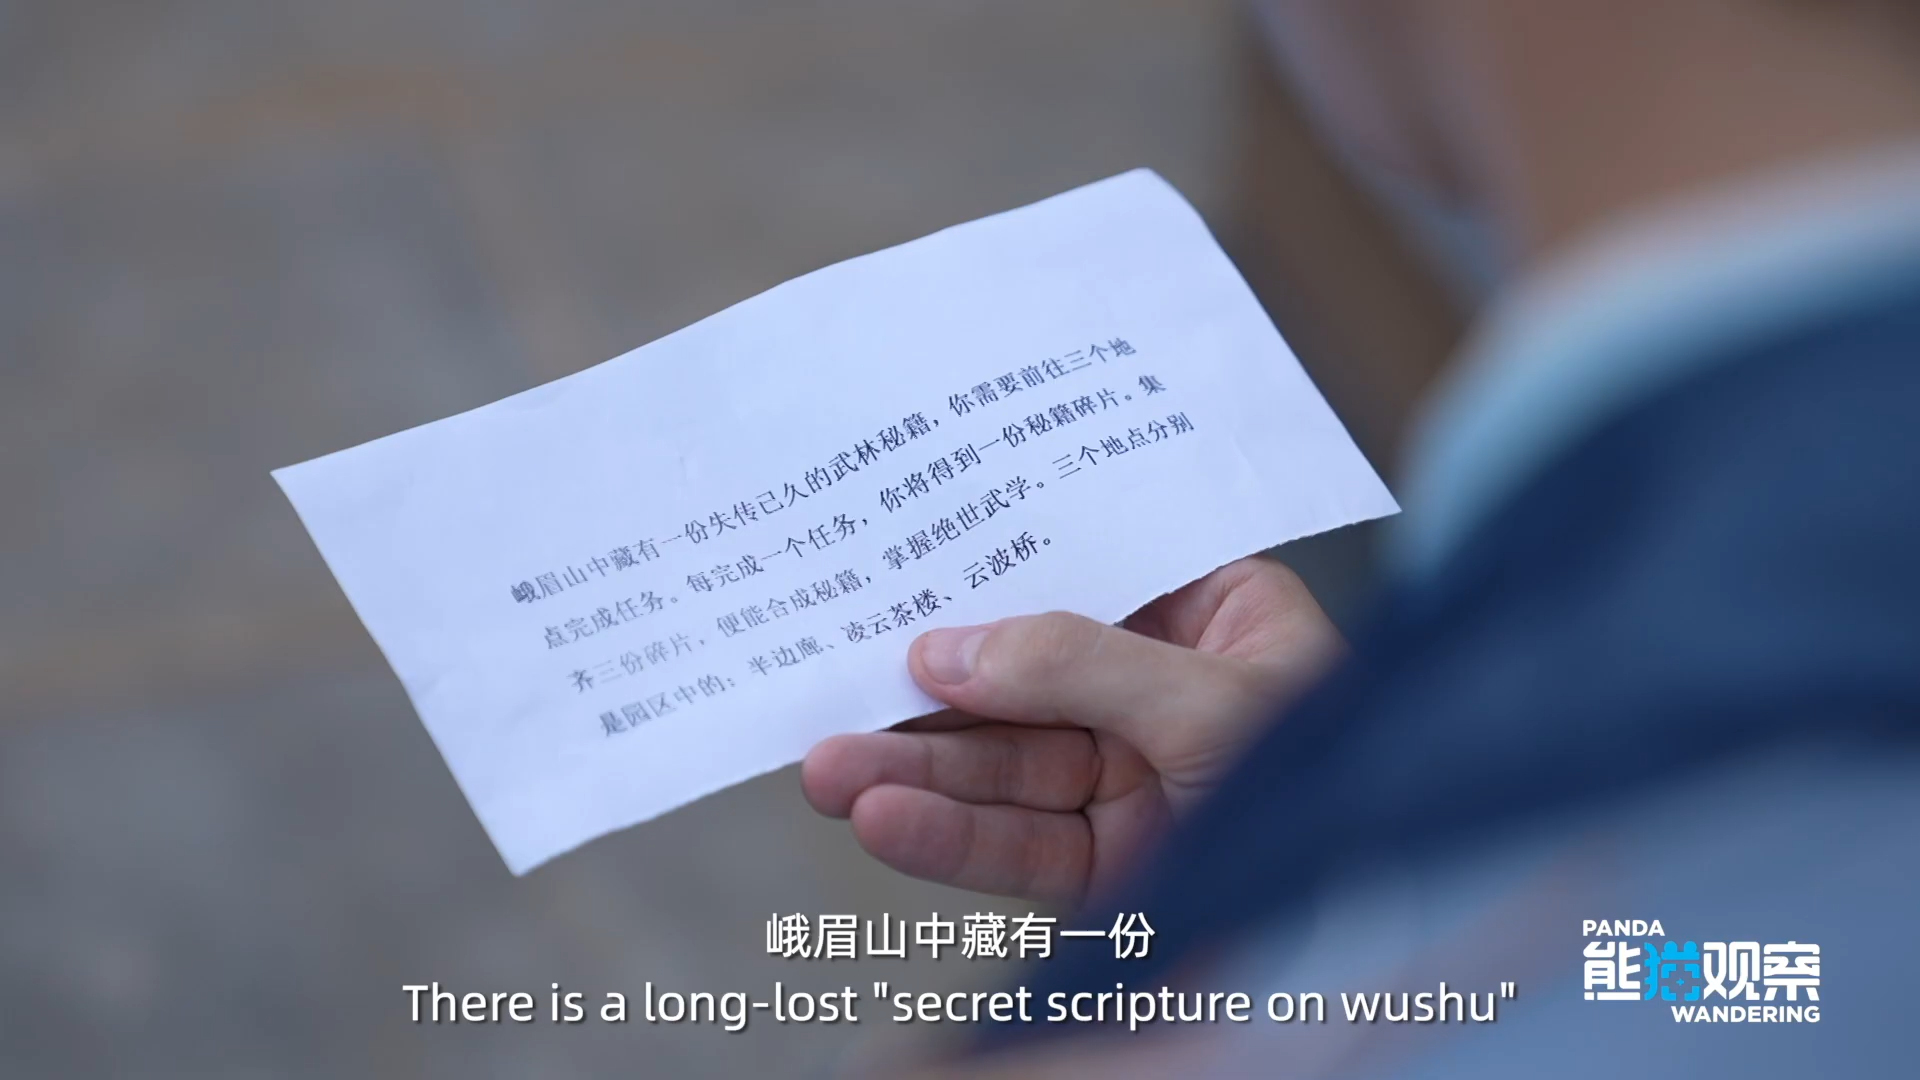 峨眉山中藏有一份失传已久的武林秘籍，你需要前往三个地
点完成任务。每完成一个任务，你将得到一份秘籍碎片。集
齐三份碎片，便能合成秘籍，掌握绝世武学。三个地点分别
是园区中的：半边廊、凌云茶楼、云波桥。
峨眉山中藏有一份
There is a long-lost "secret scripture on wushu"
PANDA
熊猫观察
WANDERING